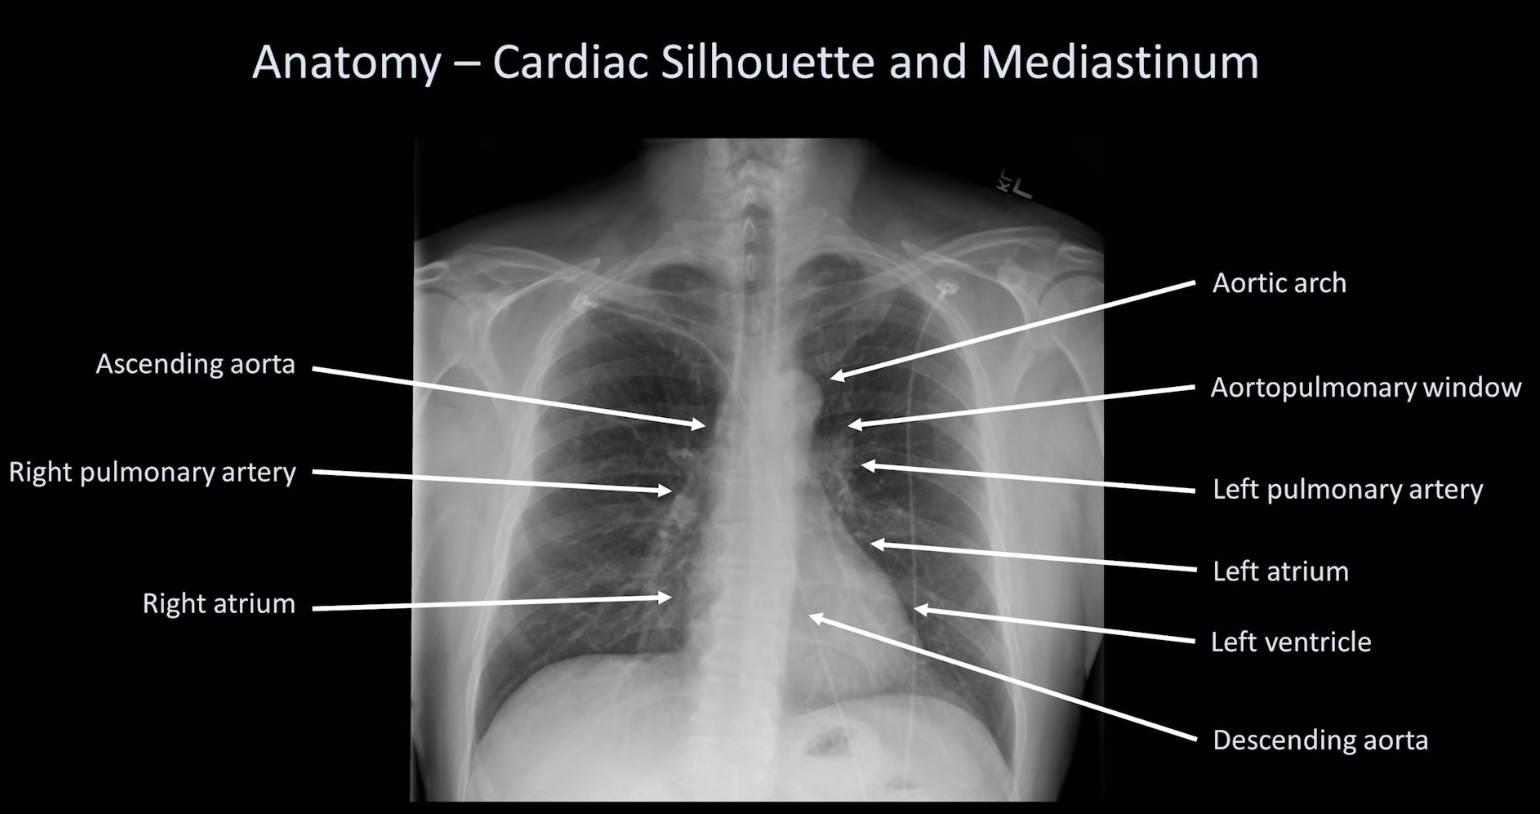 Anatomy – Cardiac Silhouette and Mediastinum
KL
L
Aortic arch
Ascending aorta
Aortopulmonary window
Right pulmonary artery
Left pulmonary artery
Left atrium
Right atrium
Left ventricle
Descending aorta